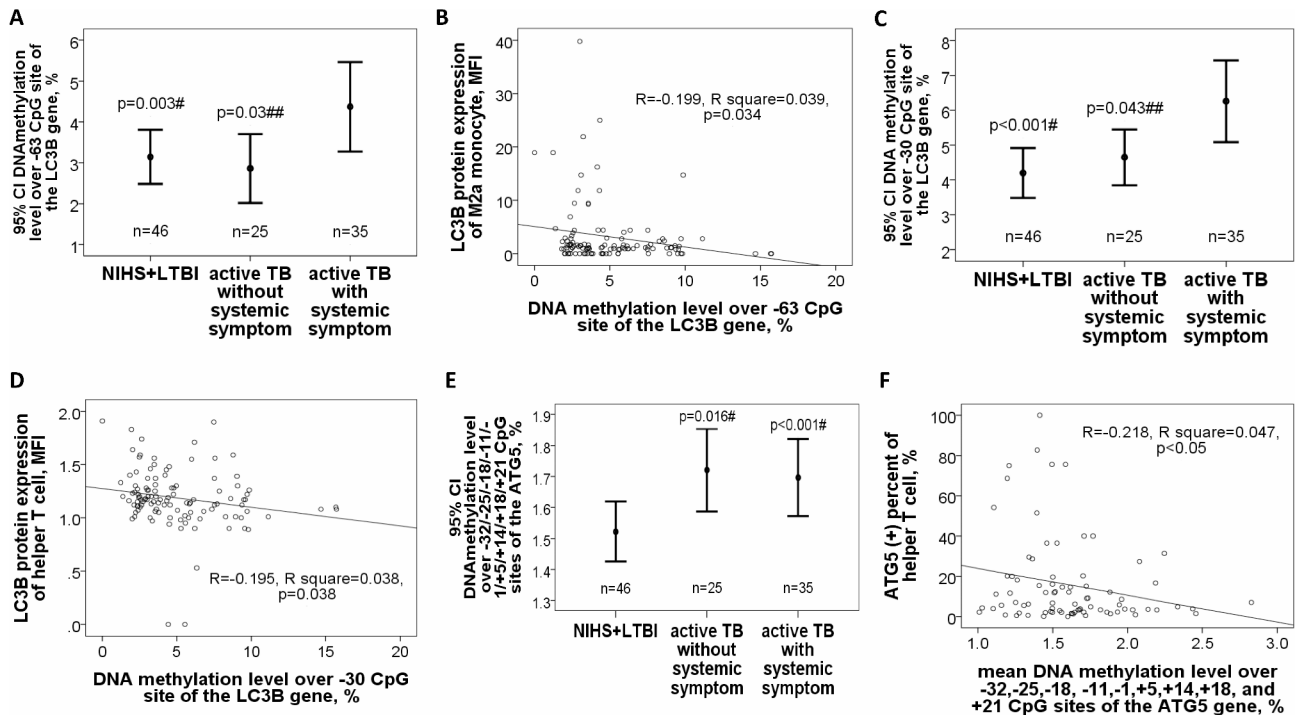 A
95% CI DNAmethylation
level over -63 CpG site of
the LC3B gene, %
6
5
4
3
2
1
p=0.003#
p=0.03##
n=46
n=25
n=35
NIHS+LTBI
active TB
without
systemic
symptom
active TB
with
systemic
symptom
B
LC3B protein expression
of M2a monocyte, MFI
40
30
20
10
0
R=-0.199, R square=0.039,
p=0.034
0
5
10
15
20
DNA methylation level over -63 CpG
site of the LC3B gene, %
C
95% CI DNA methylation
level over -30 CpG site of
the LC3B gene, %
8
7
6
5
4
3
2
p<0.001#
p=0.043##
n=46
n=25
n=35
NIHS+LTBI
active TB
without
systemic
symptom
active TB
with
systemic
symptom
D
LC3B protein expression
of helper T cell, MFI
2.0
1.5
1.0
.5
.0
R=-0.195, R square=0.038,
p=0.038
0
5
10
15
20
DNA methylation level over -30 CpG
site of the LC3B gene, %
E
95% CI
DNAmethylation level
over -32/-25/-18/-11/-
1/+5/+14/+18/+21 CpG
sites of the ATG5, %
1.9
1.8
1.7
1.6
1.5
1.4
1.3
p=0.016#
p<0.001#
n=46
n=25
n=35
NIHS+LTBI
active TB
without
systemic
symptom
active TB
with
systemic
symptom
F
ATG5 (+) percent of
helper T cell, %
100
80
60
40
20
0
R=-0.218, R square=0.047,
p<0.05
1.0
1.5
2.0
2.5
3.0
mean DNA methylation level over
-32,-25,-18, -11,-1,+5,+14,+18, and
+21 CpG sites of the ATG5 gene, %